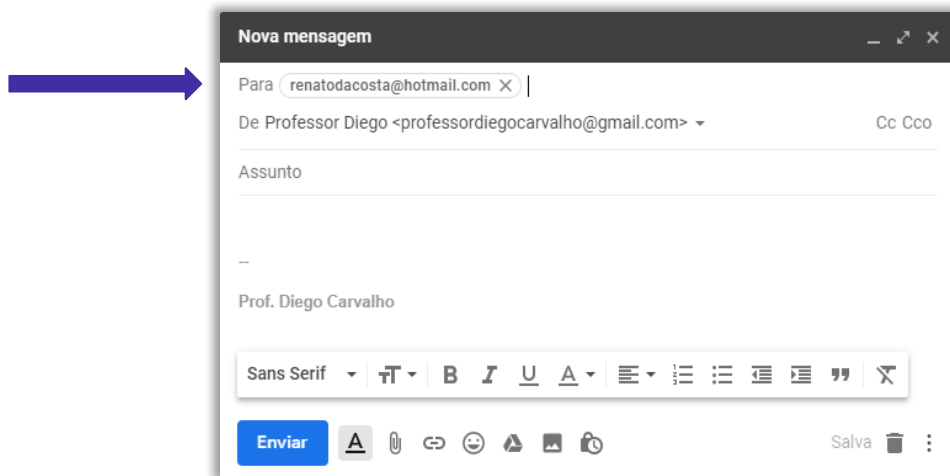 Nova mensagem
Para renatodacosta@hotmail.com
De Professor Diego <professordiegocarvalho@gmail.com> Cc Cco
Assunto
--
Prof. Diego Carvalho
Sans Serif
Enviar Salva